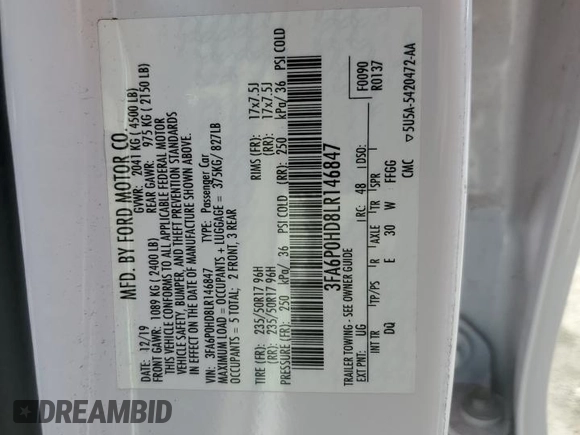 MFD. BY FORD MOTOR CO.
DATE: 12/19 GVWR: 2041 KG ( 4500 LB)
FRONT GAWR: 1089 KG ( 2400 LB) REAR GAWR: 975 KG ( 2150 LB)
THIS VEHICLE CONFORMS TO ALL APPLICABLE FEDERAL MOTOR
VEHICLE SAFETY, BUMPER, AND THEFT PREVENTION STANDARDS
IN EFFECT ON THE DATE OF MANUFACTURE SHOWN ABOVE.
VIN: 3FA6P0HD8LR146847 TYPE: Passenger Car
MAXIMUM LOAD = OCCUPANTS + LUGGAGE = 375KG/ 827LB
OCCUPANTS = 5 TOTAL; 2 FRONT, 3 REAR
TIRE (FR): 235/50R17 96H RIMS (FR): 17x7.5J
(RR): 235/50R17 96H (RR): 17x7.5J
PRESSURE (FR): 250 kPa/ 36 PSI COLD (RR): 250 kPa/ 36 PSI COLD
3FA6P0HD8LR146847
F0090
R0137
TRAILER TOWING - SEE OWNER GUIDE
EXT PNT: UG RC: 48 DSO:
INT TR TP/PS R AXLE TR SPR
DQ E 30 W FFGG
CMC 5U5A-5420472-AA
DREAMBID